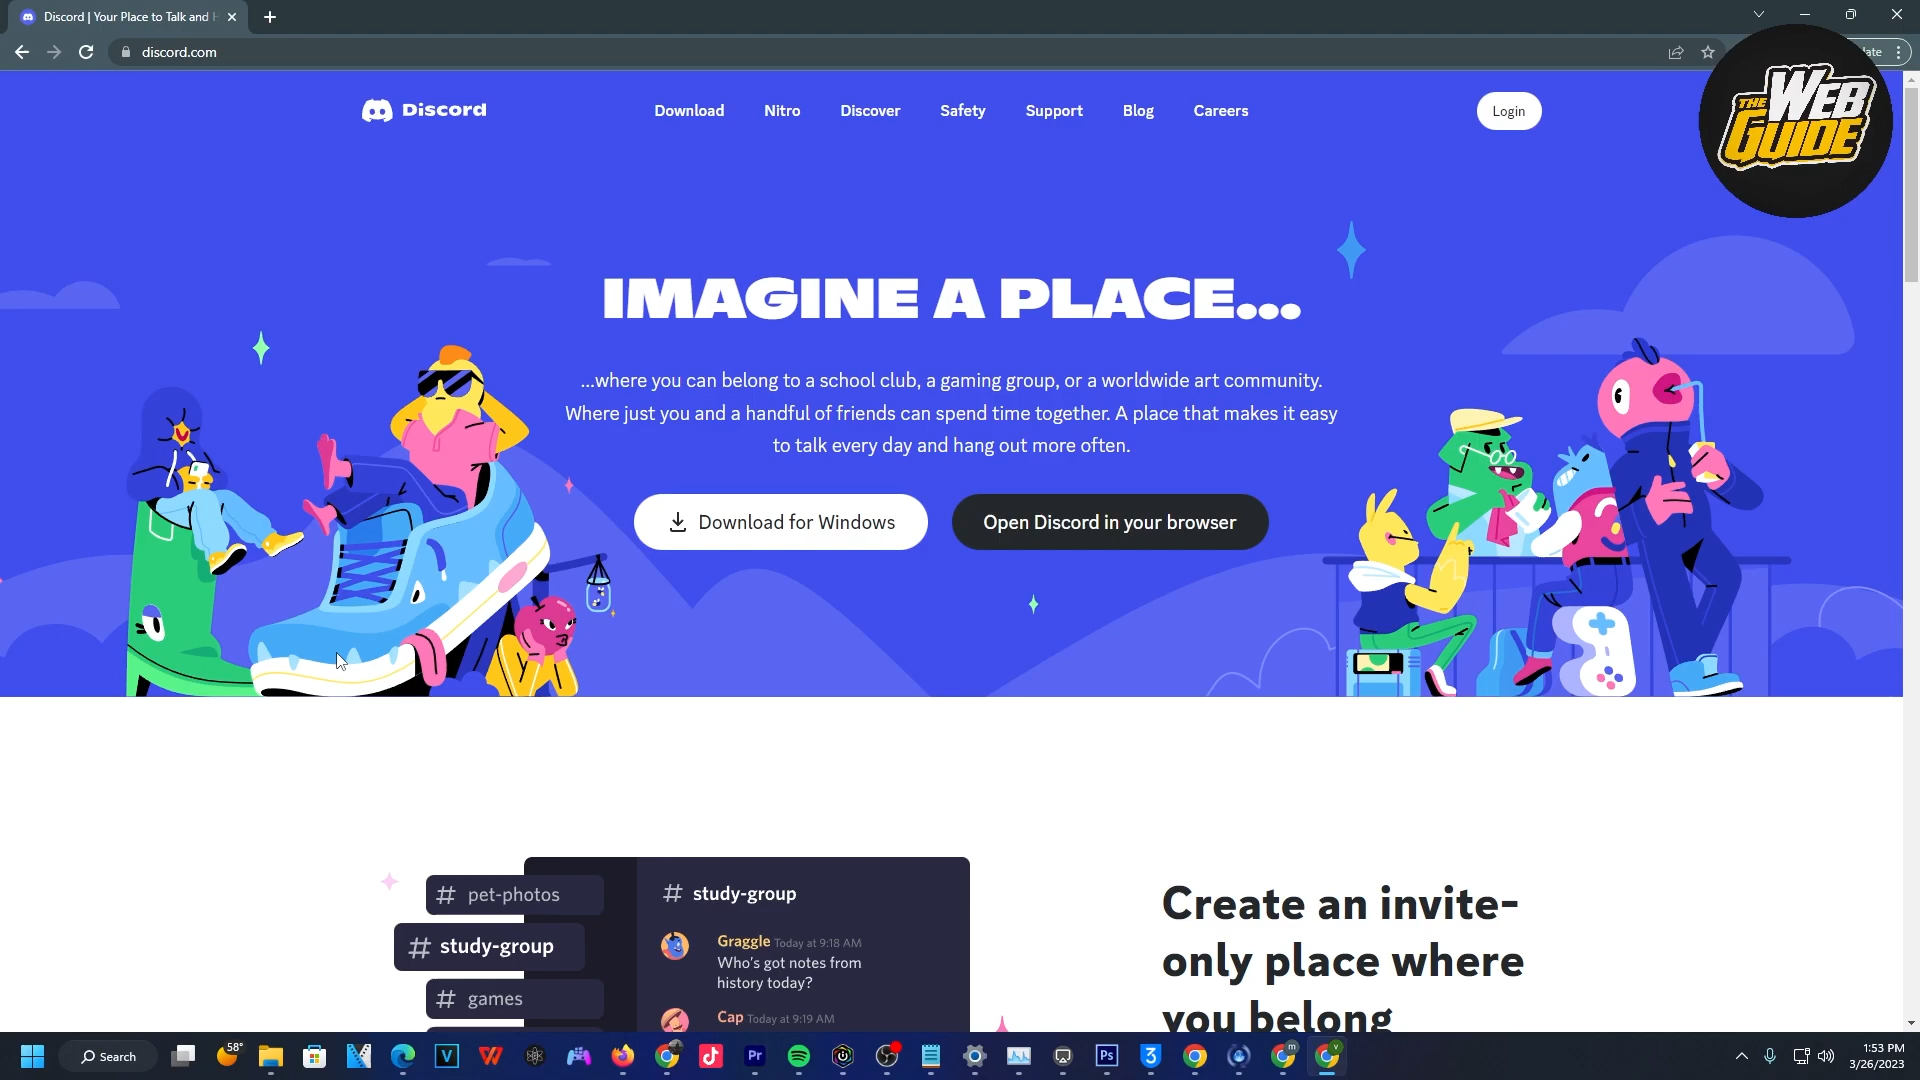 Discord | Your Place to Talk and H
discord.com
ate
THE WEB GUIDE
Discord
Download
Nitro
Discover
Safety
Support
Blog
Careers
Login
IMAGINE A PLACE...
...where you can belong to a school club, a gaming group, or a worldwide art community.
Where just you and a handful of friends can spend time together. A place that makes it easy
to talk every day and hang out more often.
Download for Windows
Open Discord in your browser
# pet-photos
# study-group
# games
# study-group
Graggle Today at 9:18 AM
Who's got notes from
history today?
Cap Today at 9:19 AM
Create an invite-
only place where
you belong
58°
Search
V
W
Pr
Ps
3
m
v
1:53 PM
3/26/2023